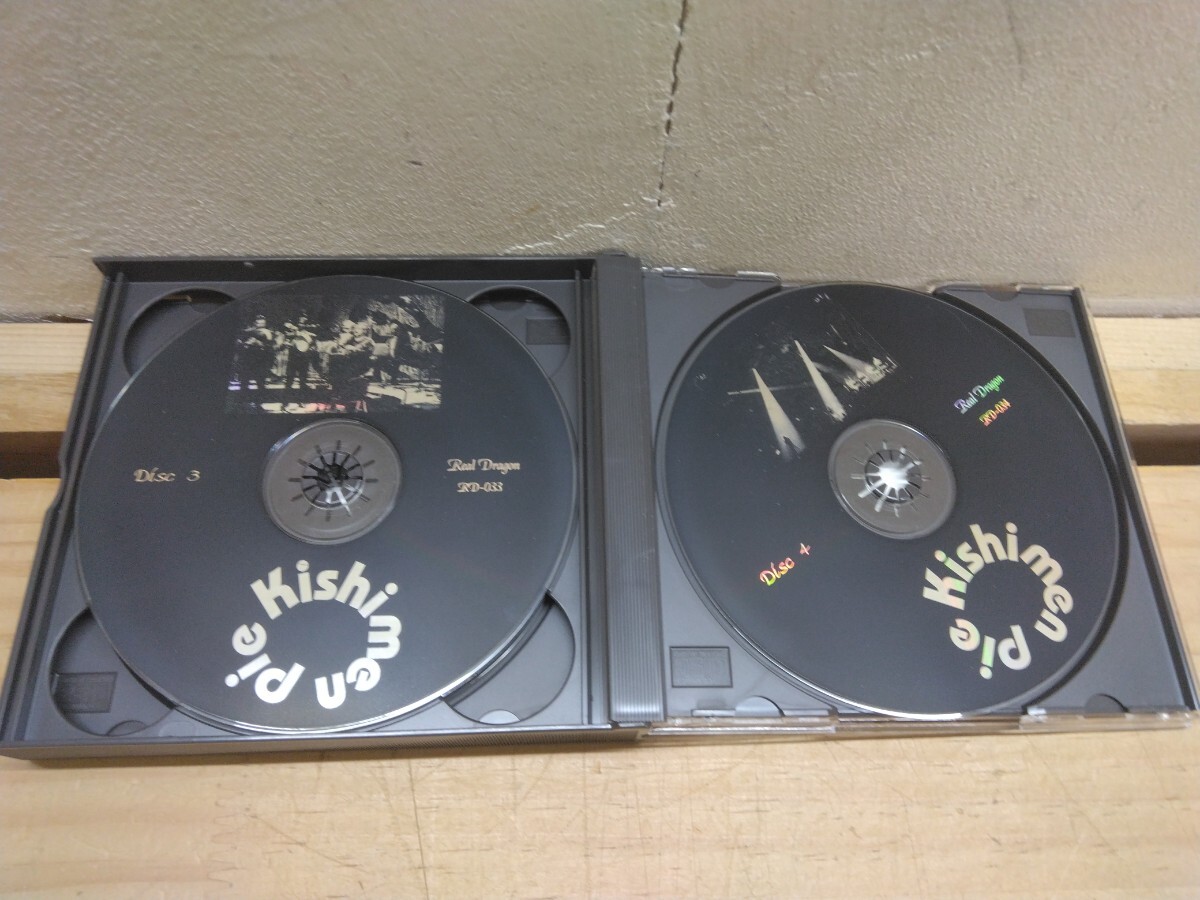 Disc 3
Real Dragon
RD-033
Kishimen pie
Real Dragon
RD-034
Disc 4
Kishimen pie